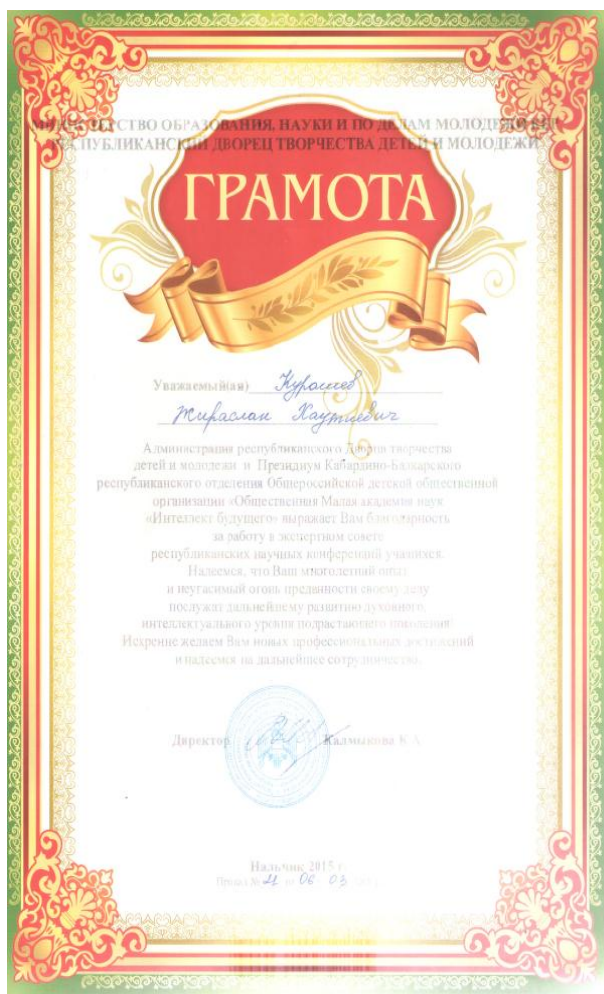 МИНИСТЕРСТВО ОБРАЗОВАНИЯ, НАУКИ И ПО ДЕЛАМ МОЛОДЕЖИ КБР
РЕСПУБЛИКАНСКИЙ ДВОРЕЦ ТВОРЧЕСТВА ДЕТЕЙ И МОЛОДЕЖИ
ГРАМОТА
Уважаемый(ая) Курашев
Жираслан Хаутиевич
Администрация республиканского Дворца творчества
детей и молодежи и Президиум Кабардино-Балкарского
республиканского отделения Общероссийской детской общественной
организации «Общественная Малая академия наук
«Интеллект будущего» выражает Вам благодарность
за работу в экспертном совете
республиканских научных конференций учащихся.
Надеемся, что Ваш многолетний опыт
и неугасимый огонь преданности своему делу
послужат дальнейшему развитию духовного,
интеллектуального уровня подрастающего поколения.
Искренне желаем Вам новых профессиональных достижений
и надеемся на дальнейшее сотрудничество.
Директор Калмыкова К.А.
Нальчик 2015 г.
Приказ № 21 от 06 03